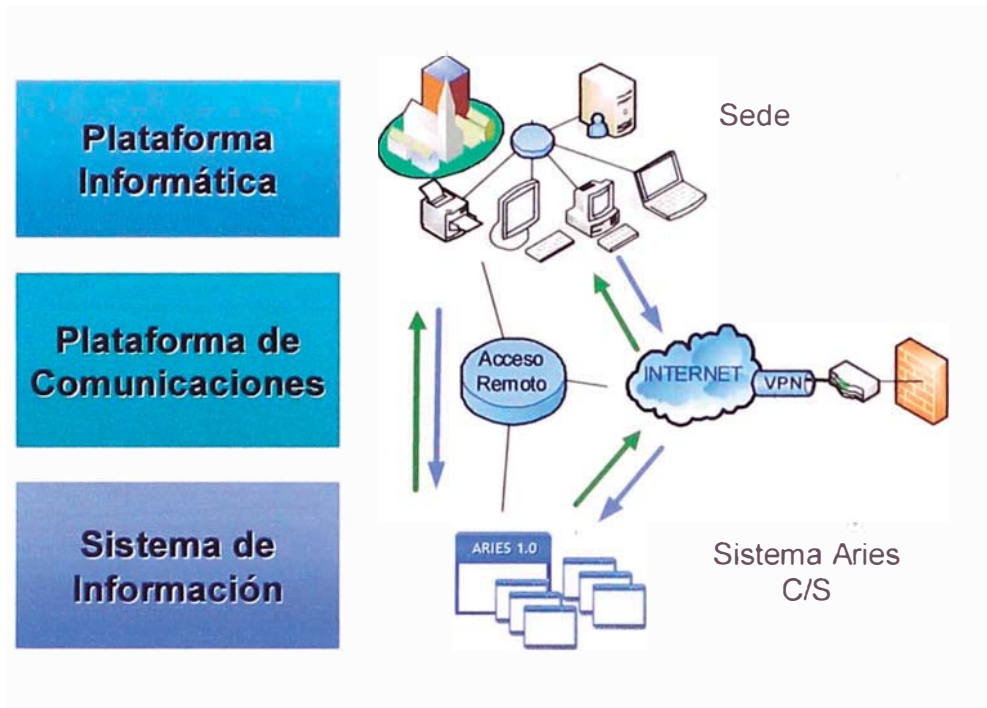 Plataforma
Informática
Sede
Plataforma de
Comunicaciones
Acceso
Remoto
INTERNET
VPN
Sistema de
Información
ARIES 1.0
Sistema Aries
C/S